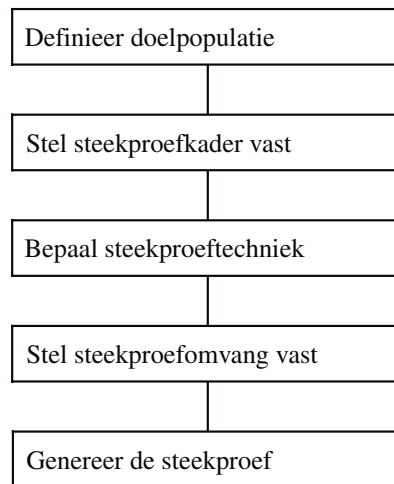 Definieer doelpopulatie
Stel steekproefkader vast
Bepaal steekproeftechniek
Stel steekproefomvang vast
Genereer de steekproef